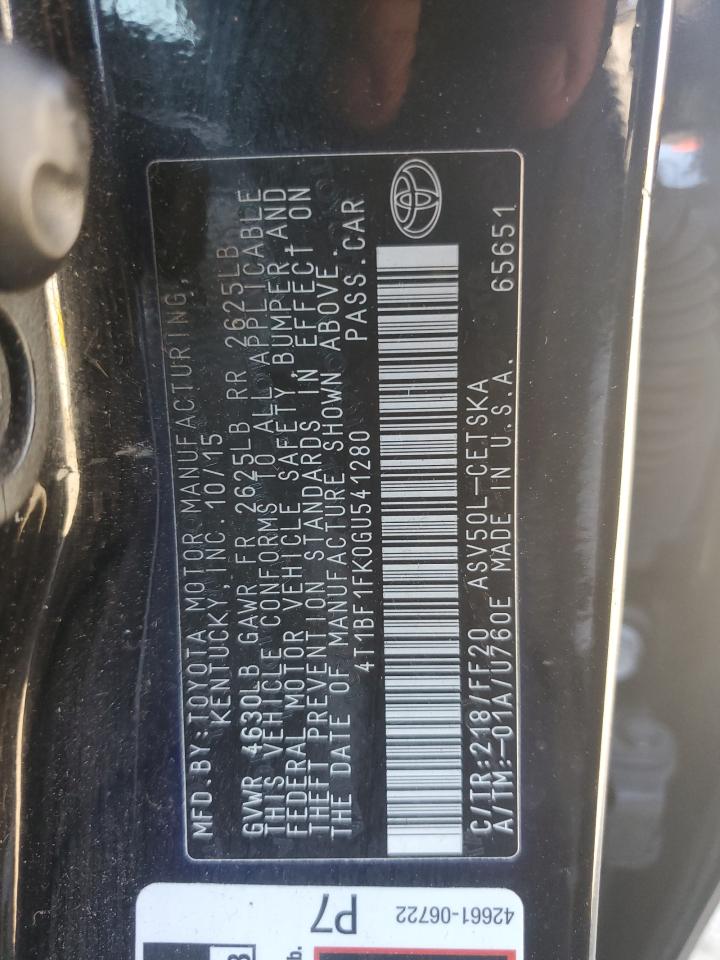 MFD.BY:TOYOTA MOTOR MANUFACTURING,
KENTUCKY, INC. 10/15
GVWR 4630LB GAWR FR 2625LB RR 2625LB
THIS VEHICLE CONFORMS TO ALL APPLICABLE
FEDERAL MOTOR VEHICLE SAFETY, BUMPER, AND
THEFT PREVENTION STANDARDS IN EFFECT ON
THE DATE OF MANUFACTURE SHOWN ABOVE.
4T1BF1FK0GU541280 PASS.CAR
C/TR:218/FF20 ASV50L-CETSKA
A/TM:-01A/U760E MADE IN U.S.A. 65651
42661-06722
P7
b.